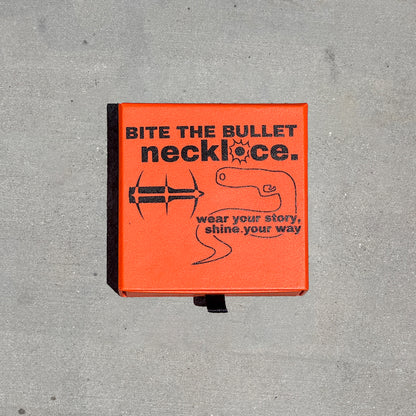 BITE THE BULLET
necklace.
wear your story,
shine.your way